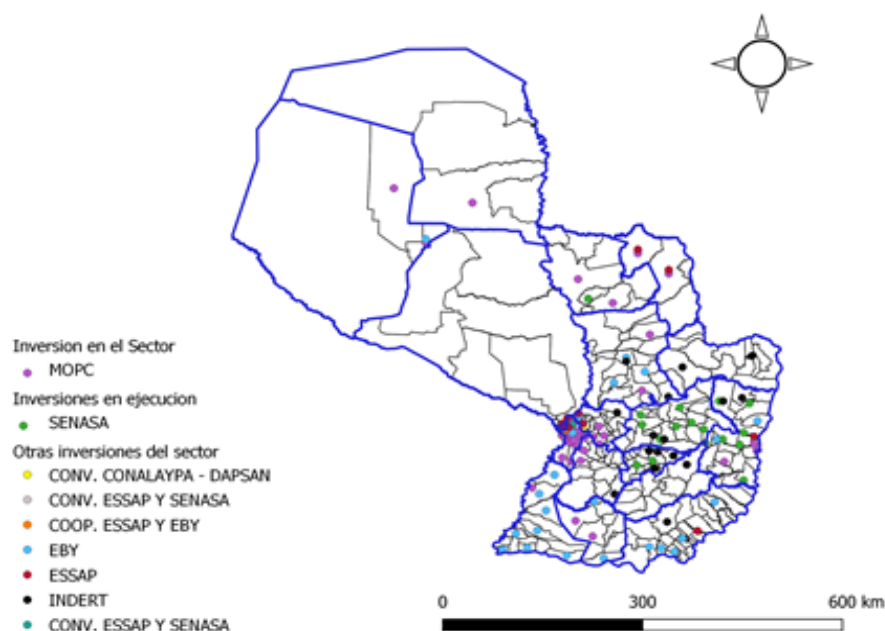 Inversion en el Sector
MOPC
Inversiones en ejecucion
SENASA
Otras inversiones del sector
CONV. CONALAYPA - DAPSAN
CONV. ESSAP Y SENASA
COOP. ESSAP Y EBY
EBY
ESSAP
INDERT
CONV. ESSAP Y SENASA
0 300 600 km